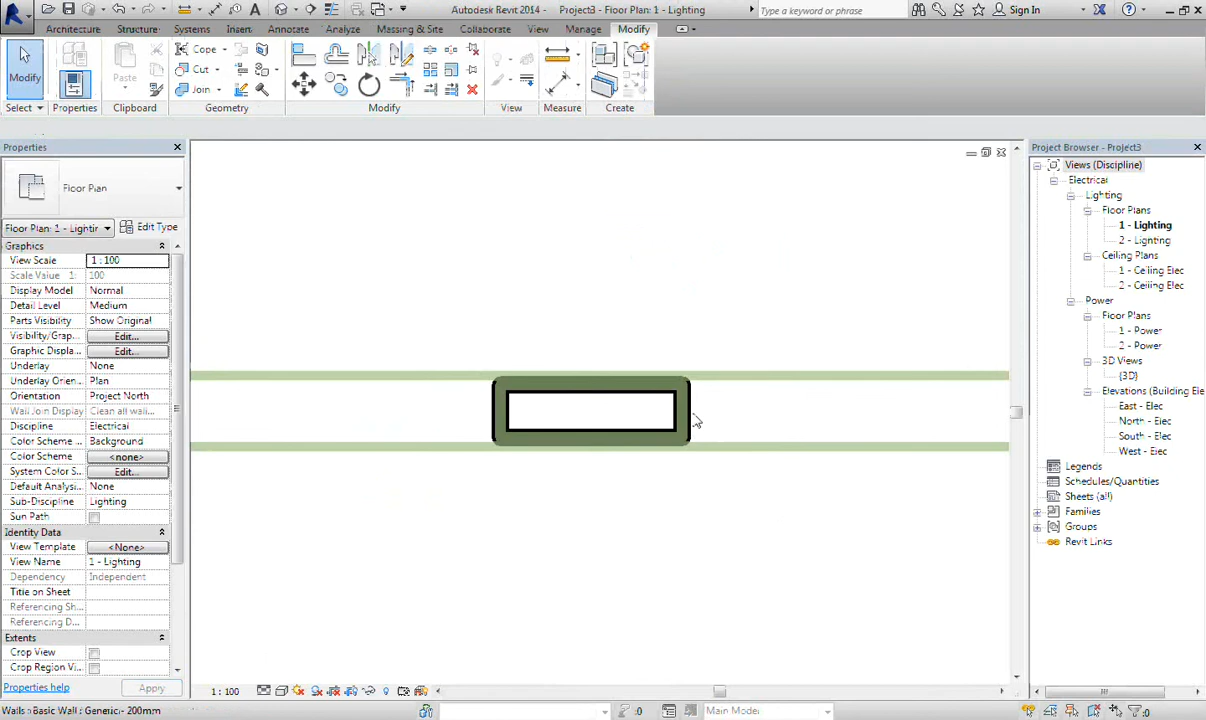 Autodesk Revit 2014 - Project3 - Floor Plan: 1 - Lighting
Type a keyword or phrase
Sign In
Architecture Structure Systems Insert Annotate Analyze Massing & Site Collaborate View Manage Modify
Modify Paste Cope Cut Join
Select Properties Clipboard Geometry Modify View Measure Create
Properties
Floor Plan
Floor Plan: 1 - Lightir Edit Type
Graphics
View Scale 1 : 100
Scale Value 1: 100
Display Model Normal
Detail Level Medium
Parts Visibility Show Original
Visibility/Grap... Edit...
Graphic Displa... Edit...
Underlay None
Underlay Orien... Plan
Orientation Project North
Wall Join Display Clean all wall...
Discipline Electrical
Color Scheme ... Background
Color Scheme <none>
System Color S... Edit...
Default Analysi... None
Sub-Discipline Lighting
Sun Path
Identity Data
View Template <None>
View Name 1 - Lighting
Dependency Independent
Title on Sheet
Referencing Sh...
Referencing D...
Extents
Crop View
Crop Region Vi...
Properties help Apply
Project Browser - Project3
Views (Discipline)
Electrical
Lighting
Floor Plans
1 - Lighting
2 - Lighting
Ceiling Plans
1 - Ceiling Elec
2 - Ceiling Elec
Power
Floor Plans
1 - Power
2 - Power
3D Views
{3D}
Elevations (Building Ele
East - Elec
North - Elec
South - Elec
West - Elec
Legends
Schedules/Quantities
Sheets (all)
Families
Groups
Revit Links
1 : 100
Walls : Basic Wall : Generic - 200mm
:0
Main Model
:0